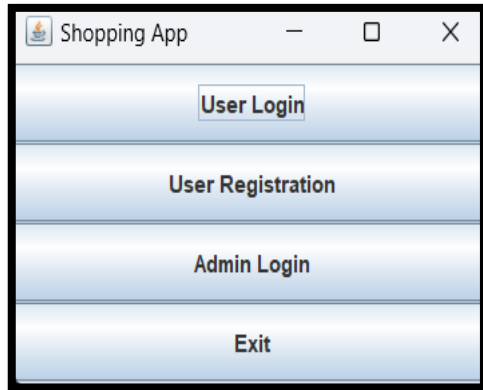 Shopping App
User Login
User Registration
Admin Login
Exit